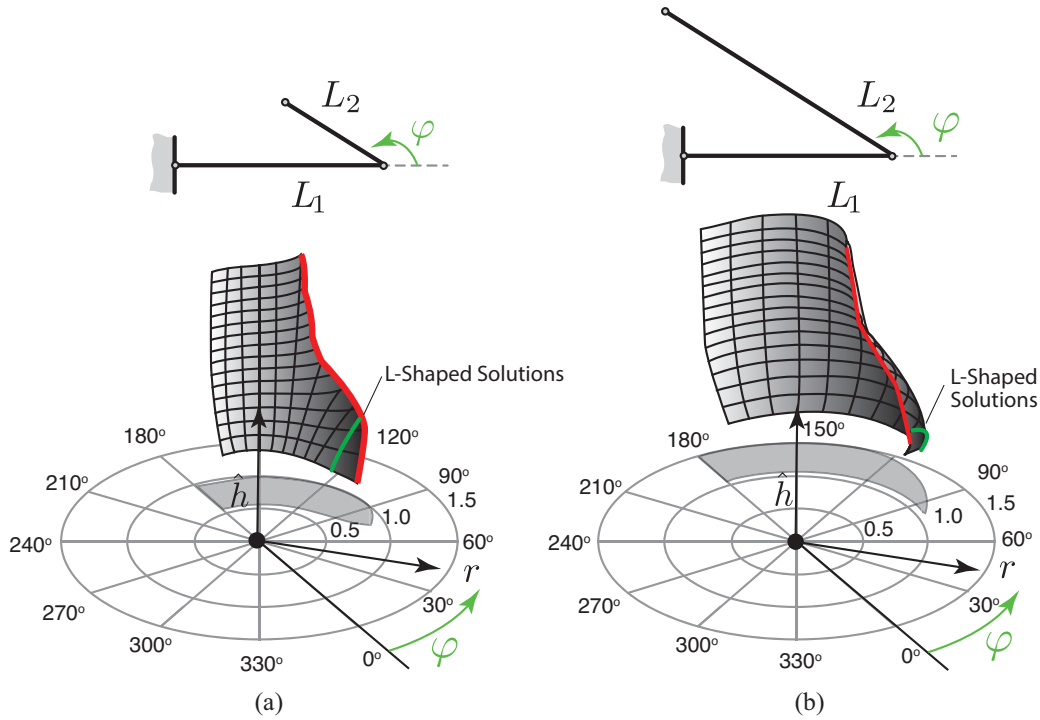 L₂
φ
L₁
L-Shaped Solutions
180°
120°
210°
90°
ĥ
1.5
1.0
0.5
240°
60°
r
270°
30°
300°
0°
φ
330°
(a)
L₂
φ
L₁
L-Shaped
Solutions
180°
150°
210°
90°
ĥ
1.5
1.0
0.5
240°
60°
r
270°
30°
300°
0°
φ
330°
(b)